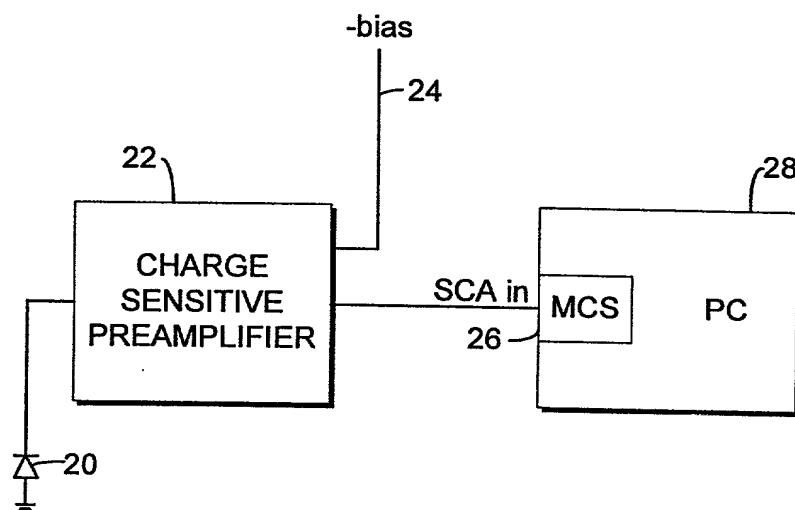 -bias
24
22
28
CHARGE
SENSITIVE
PREAMPLIFIER
SCA in
MCS
PC
26
20